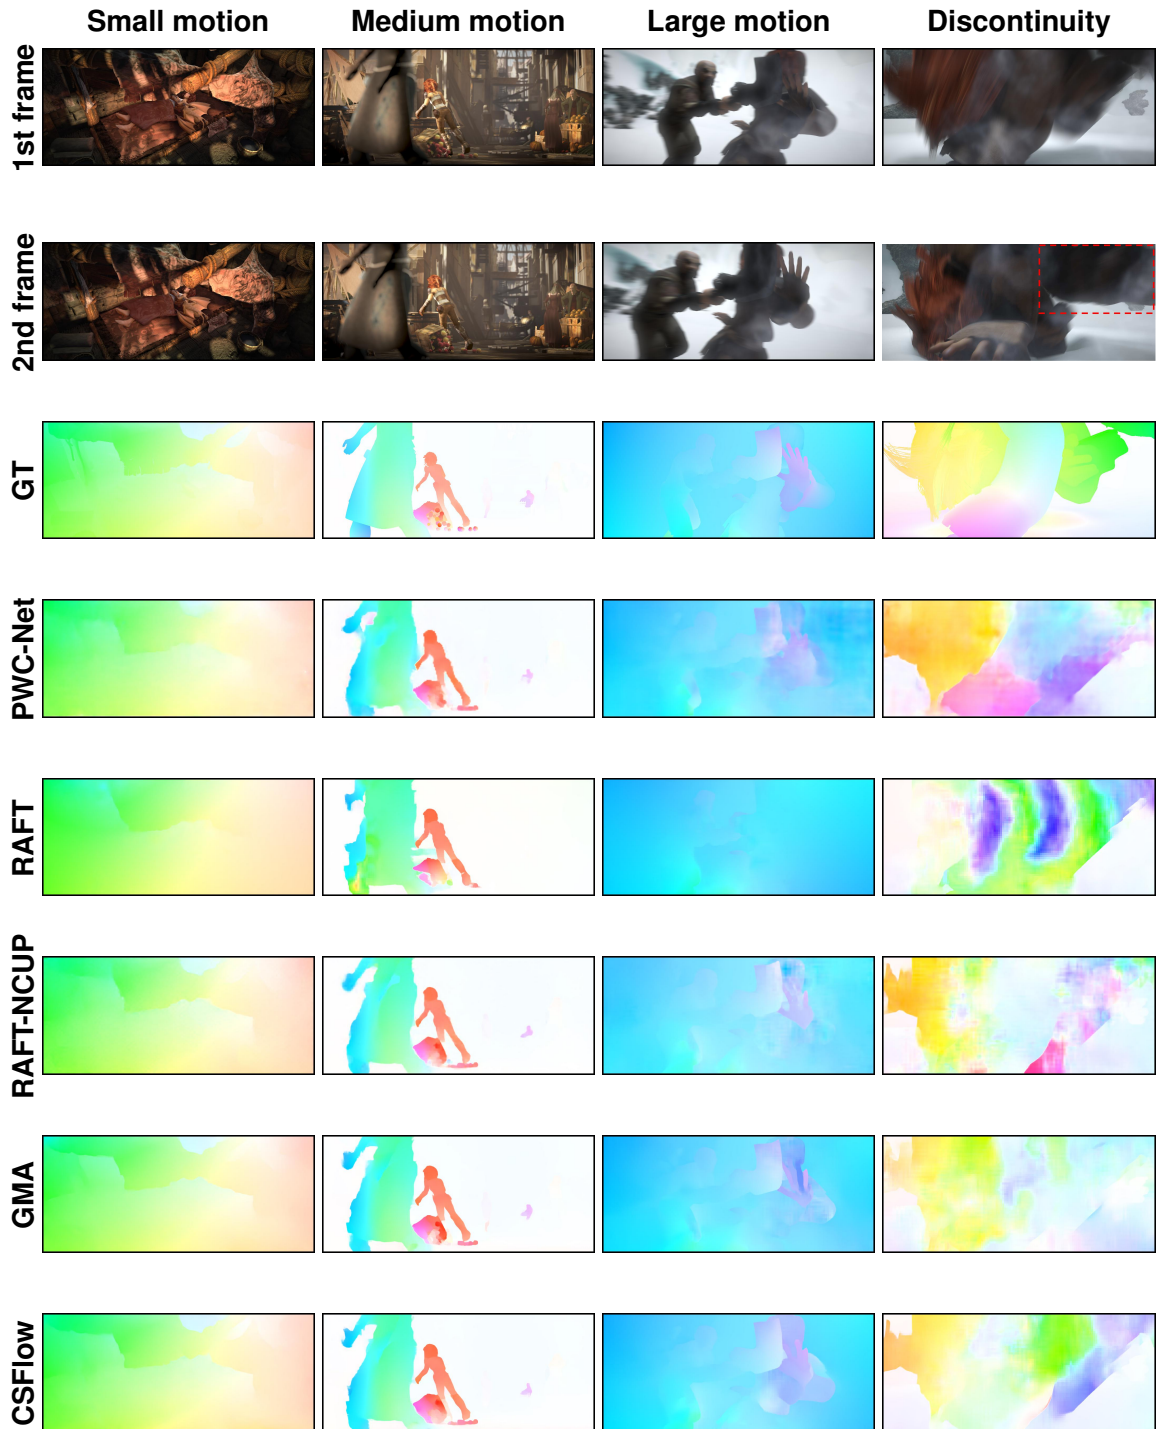 Small motion
Medium motion
Large motion
Discontinuity
1st frame
2nd frame
GT
PWC-Net
RAFT
RAFT-NCUP
GMA
CSFlow